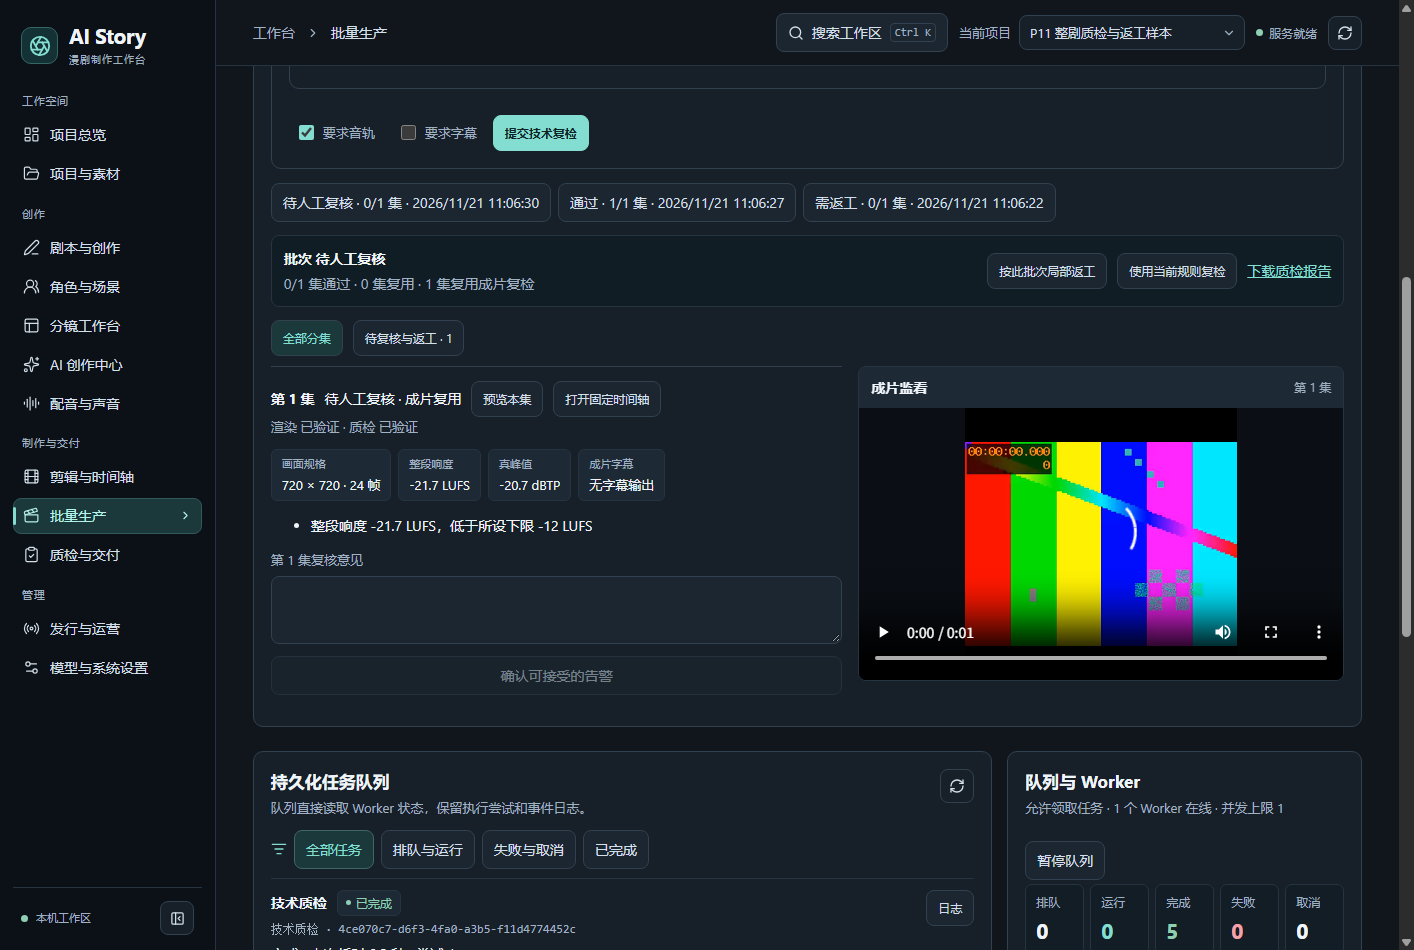 AI Story
漫剧制作工作台
工作空间
项目总览
项目与素材
创作
剧本与创作
角色与场景
分镜工作台
AI 创作中心
配音与声音
制作与交付
剪辑与时间轴
批量生产
质检与交付
管理
发行与运营
模型与系统设置
本机工作区
工作台 > 批量生产
搜索工作区 Ctrl K
当前项目 P11 整剧质检与返工样本
服务就绪
要求音轨 要求字幕 提交技术复检
待人工复核 · 0/1 集 · 2026/11/21 11:06:30
通过 · 1/1 集 · 2026/11/21 11:06:27
需返工 · 0/1 集 · 2026/11/21 11:06:22
批次 待人工复核
0/1 集通过 · 0 集复用 · 1 集复用成片复检
按此批次局部返工 使用当前规则复检 下载质检报告
全部分集 待复核与返工 · 1
第 1 集 待人工复核 · 成片复用 预览本集 打开固定时间轴
渲染 已验证 · 质检 已验证
画面规格
720 × 720 · 24 帧
整段响度
-21.7 LUFS
真峰值
-20.7 dBTP
成片字幕
无字幕输出
整段响度 -21.7 LUFS，低于所设下限 -12 LUFS
第 1 集复核意见
确认可接受的告警
成片监看 第 1 集
00:00:00.000
0
0:00 / 0:01
持久化任务队列
队列直接读取 Worker 状态，保留执行尝试和事件日志。
全部任务 排队与运行 失败与取消 已完成
技术质检 已完成
技术质检 · 4ce070c7-d6f3-4fa0-a3b5-f11d4774452c
日志
队列与 Worker
允许领取任务 · 1 个 Worker 在线 · 并发上限 1
暂停队列
排队 运行 完成 失败 取消
0 0 5 0 0